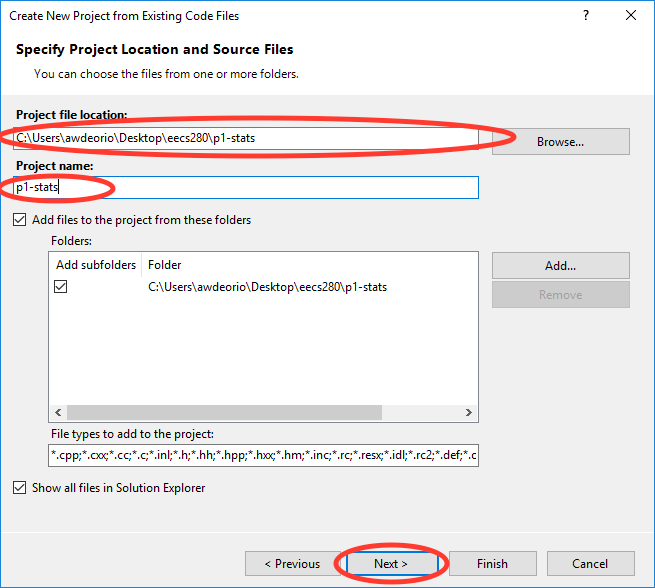 Create New Project from Existing Code Files
?
Specify Project Location and Source Files
You can choose the files from one or more folders.
Project file location:
C:\Users\awdeorio\Desktop\eecs280\p1-stats
Browse...
Project name:
p1-stats
Add files to the project from these folders
Folders:
Add subfolders Folder
C:\Users\awdeorio\Desktop\eecs280\p1-stats
Add...
Remove
File types to add to the project:
*.cpp;*.cxx;*.cc;*.c;*.inl;*.h;*.hh;*.hpp;*.hxx;*.hm;*.inc;*.rc;*.resx;*.idl;*.rc2;*.def;*.c
Show all files in Solution Explorer
< Previous Next > Finish Cancel